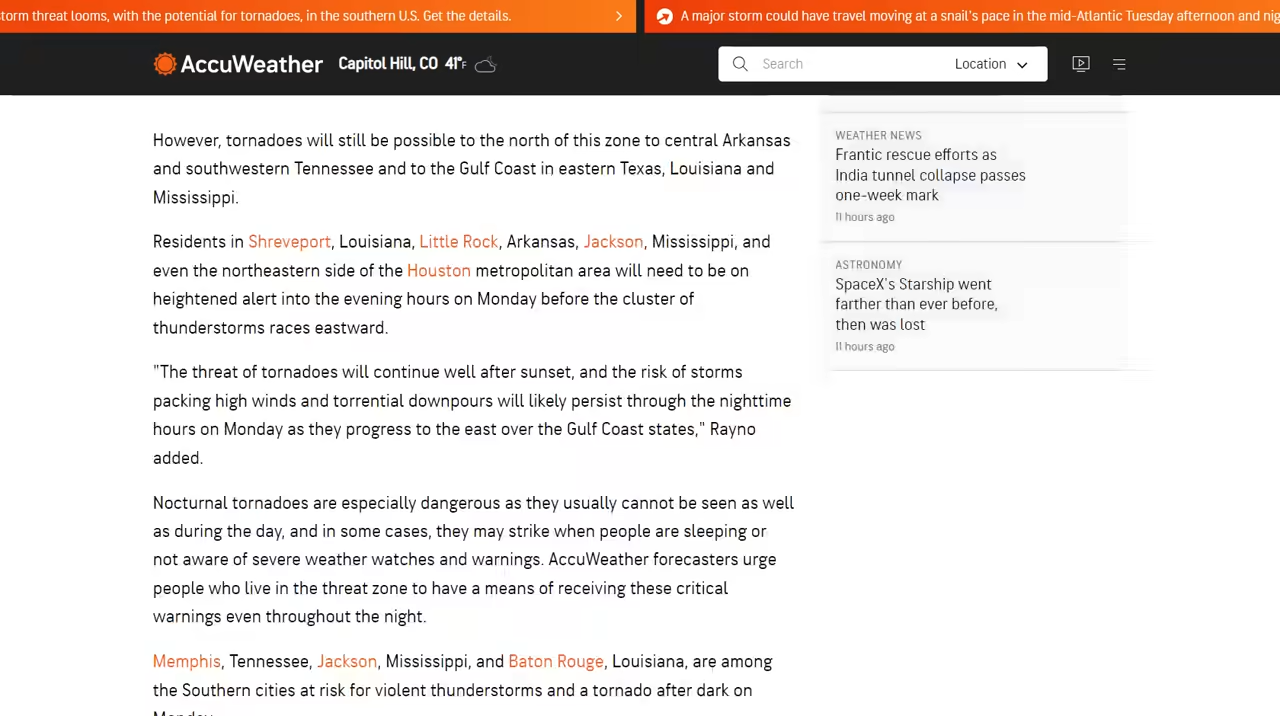 torm threat looms, with the potential for tornadoes, in the southern U.S. Get the details.
A major storm could have travel moving at a snail's pace in the mid-Atlantic Tuesday afternoon and nig
AccuWeather
Capitol Hill, CO 41°F
Search
Location
However, tornadoes will still be possible to the north of this zone to central Arkansas
and southwestern Tennessee and to the Gulf Coast in eastern Texas, Louisiana and
Mississippi.
Residents in Shreveport, Louisiana, Little Rock, Arkansas, Jackson, Mississippi, and
even the northeastern side of the Houston metropolitan area will need to be on
heightened alert into the evening hours on Monday before the cluster of
thunderstorms races eastward.
"The threat of tornadoes will continue well after sunset, and the risk of storms
packing high winds and torrential downpours will likely persist through the nighttime
hours on Monday as they progress to the east over the Gulf Coast states," Rayno
added.
Nocturnal tornadoes are especially dangerous as they usually cannot be seen as well
as during the day, and in some cases, they may strike when people are sleeping or
not aware of severe weather watches and warnings. AccuWeather forecasters urge
people who live in the threat zone to have a means of receiving these critical
warnings even throughout the night.
Memphis, Tennessee, Jackson, Mississippi, and Baton Rouge, Louisiana, are among
the Southern cities at risk for violent thunderstorms and a tornado after dark on
Monday
WEATHER NEWS
Frantic rescue efforts as
India tunnel collapse passes
one-week mark
11 hours ago
ASTRONOMY
SpaceX's Starship went
farther than ever before,
then was lost
11 hours ago